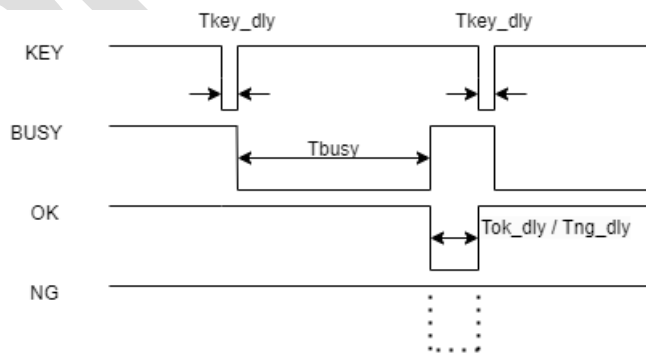 Tkey_dly Tkey_dly
KEY
BUSY
Tbusy
OK
Tok_dly / Tng_dly
NG